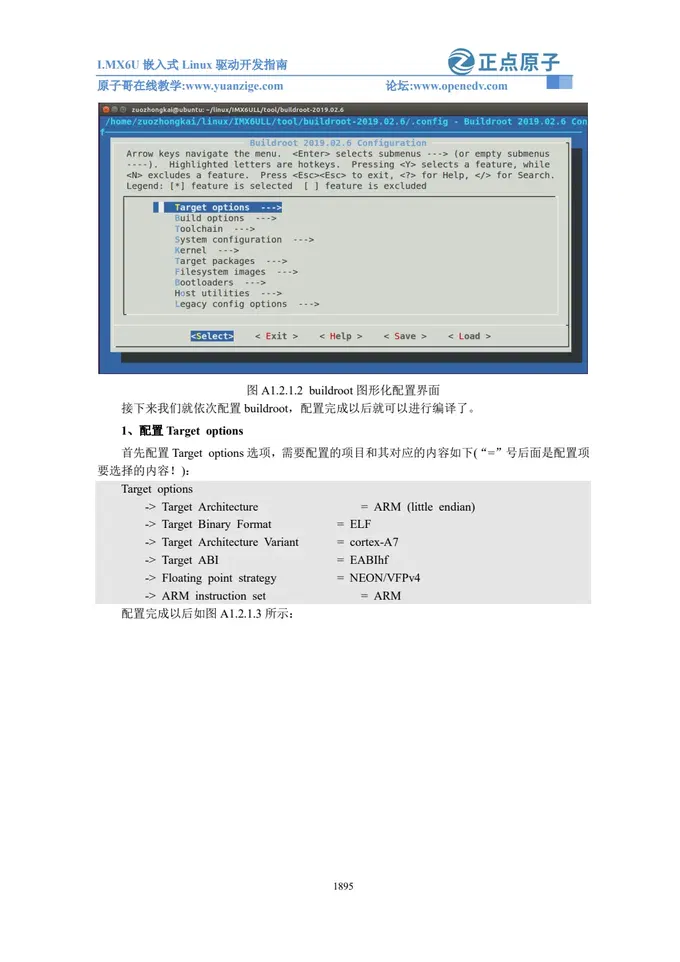 I.MX6U 嵌入式 Linux 驱动开发指南
正点原子
原子哥在线教学:www.yuanzige.com 论坛:www.openedv.com
zuozhongkai@ubuntu: ~/linux/IMX6ULL/tool/buildroot-2019.02.6
/home/zuozhongkai/linux/IMX6ULL/tool/buildroot-2019.02.6/.config - Buildroot 2019.02.6 Con
f
Buildroot 2019.02.6 Configuration
Arrow keys navigate the menu. <Enter> selects submenus ---> (or empty submenus
----). Highlighted letters are hotkeys. Pressing <Y> selects a feature, while
<N> excludes a feature. Press <Esc><Esc> to exit, <?> for Help, </> for Search.
Legend: [*] feature is selected [ ] feature is excluded
Target options --->
Build options --->
Toolchain --->
System configuration --->
Kernel --->
Target packages --->
Filesystem images --->
Bootloaders --->
Host utilities --->
Legacy config options --->
<Select> < Exit > < Help > < Save > < Load >
图 A1.2.1.2 buildroot 图形化配置界面
接下来我们就依次配置 buildroot，配置完成以后就可以进行编译了。
1、配置 Target options
首先配置 Target options 选项，需要配置的项目和其对应的内容如下(“=”号后面是配置项
要选择的内容！)：
Target options
-> Target Architecture = ARM (little endian)
-> Target Binary Format = ELF
-> Target Architecture Variant = cortex-A7
-> Target ABI = EABIhf
-> Floating point strategy = NEON/VFPv4
-> ARM instruction set = ARM
配置完成以后如图 A1.2.1.3 所示：
1895